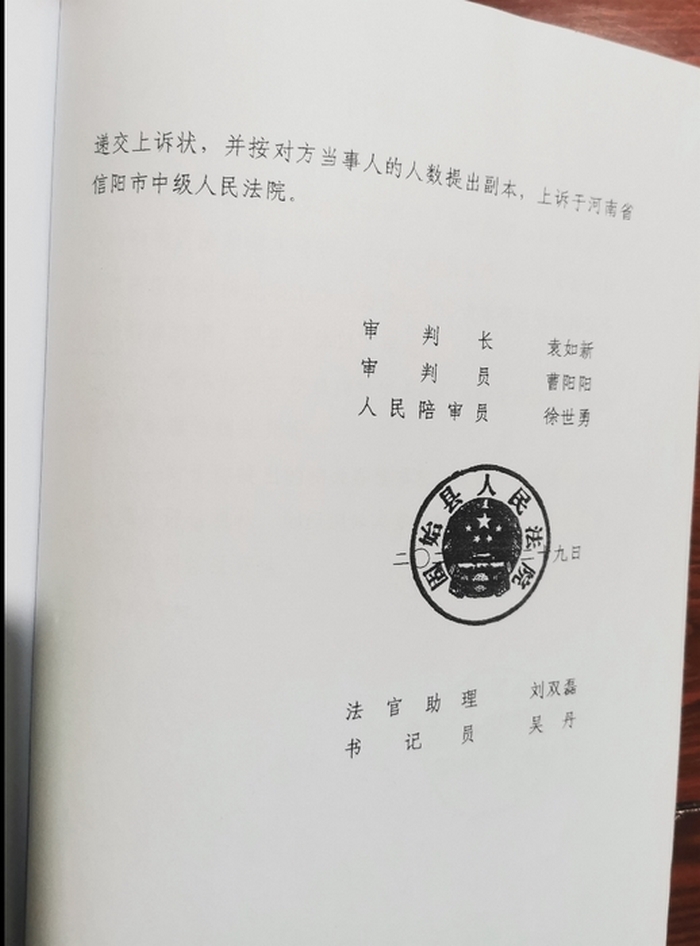 递交上诉状，并按对方当事人的人数提出副本，上诉于河南省
信阳市中级人民法院。
审判长 袁如新
审判员 曹阳阳
人民陪审员 徐世勇
固始县人民法院
二〇二 二十九日
法官助理 刘双磊
书记员 吴丹